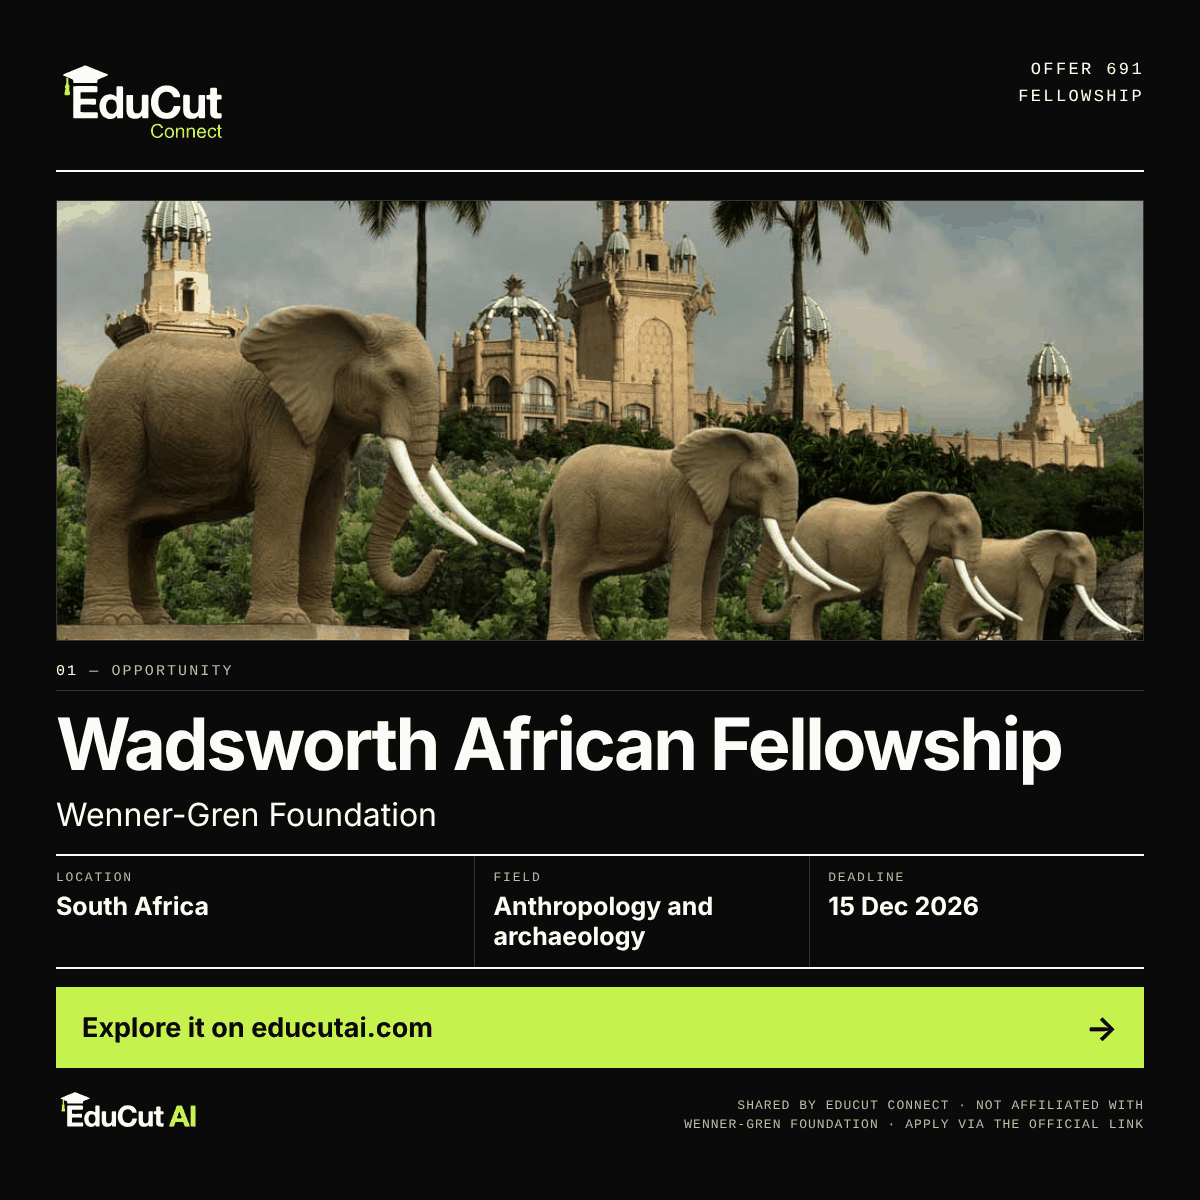 EduCut
Connect
OFFER 691
FELLOWSHIP
01 — OPPORTUNITY
Wadsworth African Fellowship
Wenner-Gren Foundation
LOCATION
South Africa
FIELD
Anthropology and
archaeology
DEADLINE
15 Dec 2026
Explore it on educutai.com →
EduCut AI
SHARED BY EDUCUT CONNECT · NOT AFFILIATED WITH
WENNER-GREN FOUNDATION · APPLY VIA THE OFFICIAL LINK